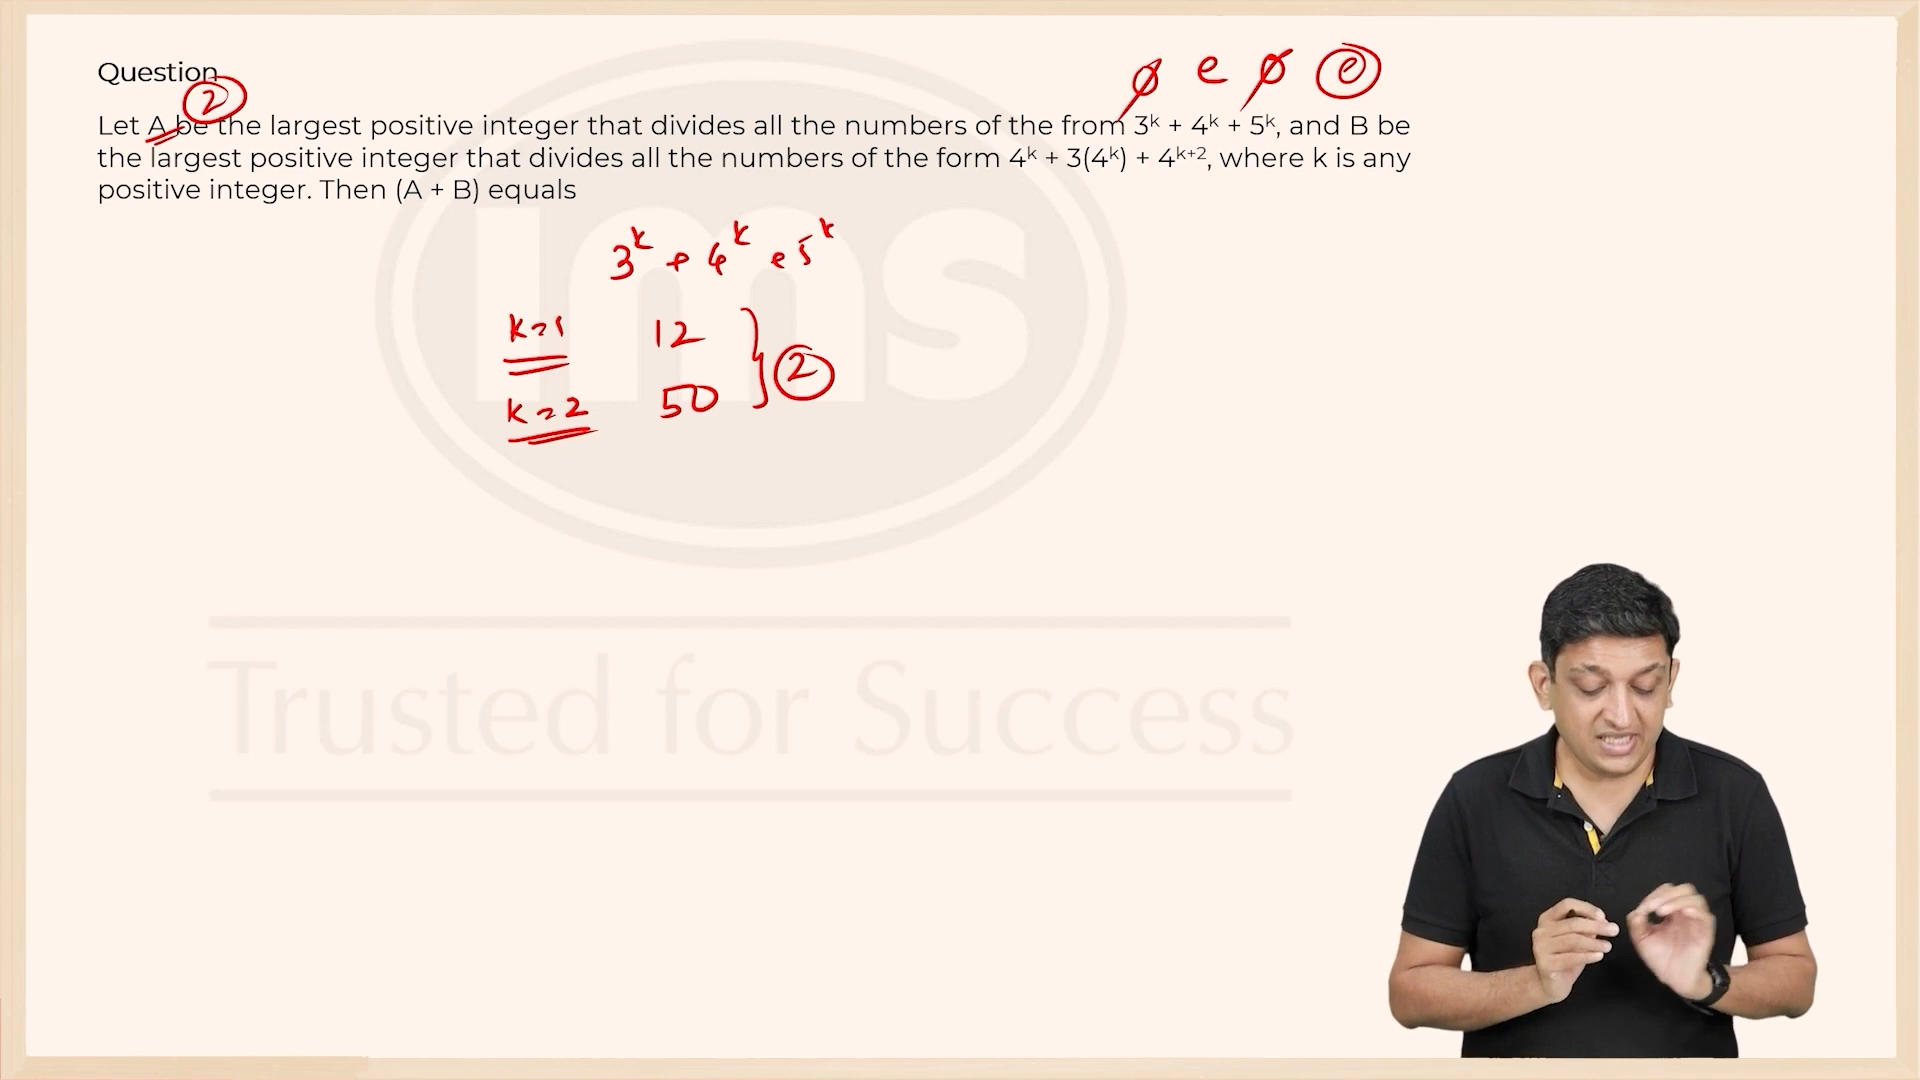 Question
2
ø e ø e
Let A be the largest positive integer that divides all the numbers of the from 3ᵏ + 4ᵏ + 5ᵏ, and B be
the largest positive integer that divides all the numbers of the form 4ᵏ + 3(4ᵏ) + 4ᵏ⁺², where k is any
positive integer. Then (A + B) equals
3ᵏ + 4ᵏ + 5ᵏ
k=1 12
2
k=2 50
ims
Trusted for Success